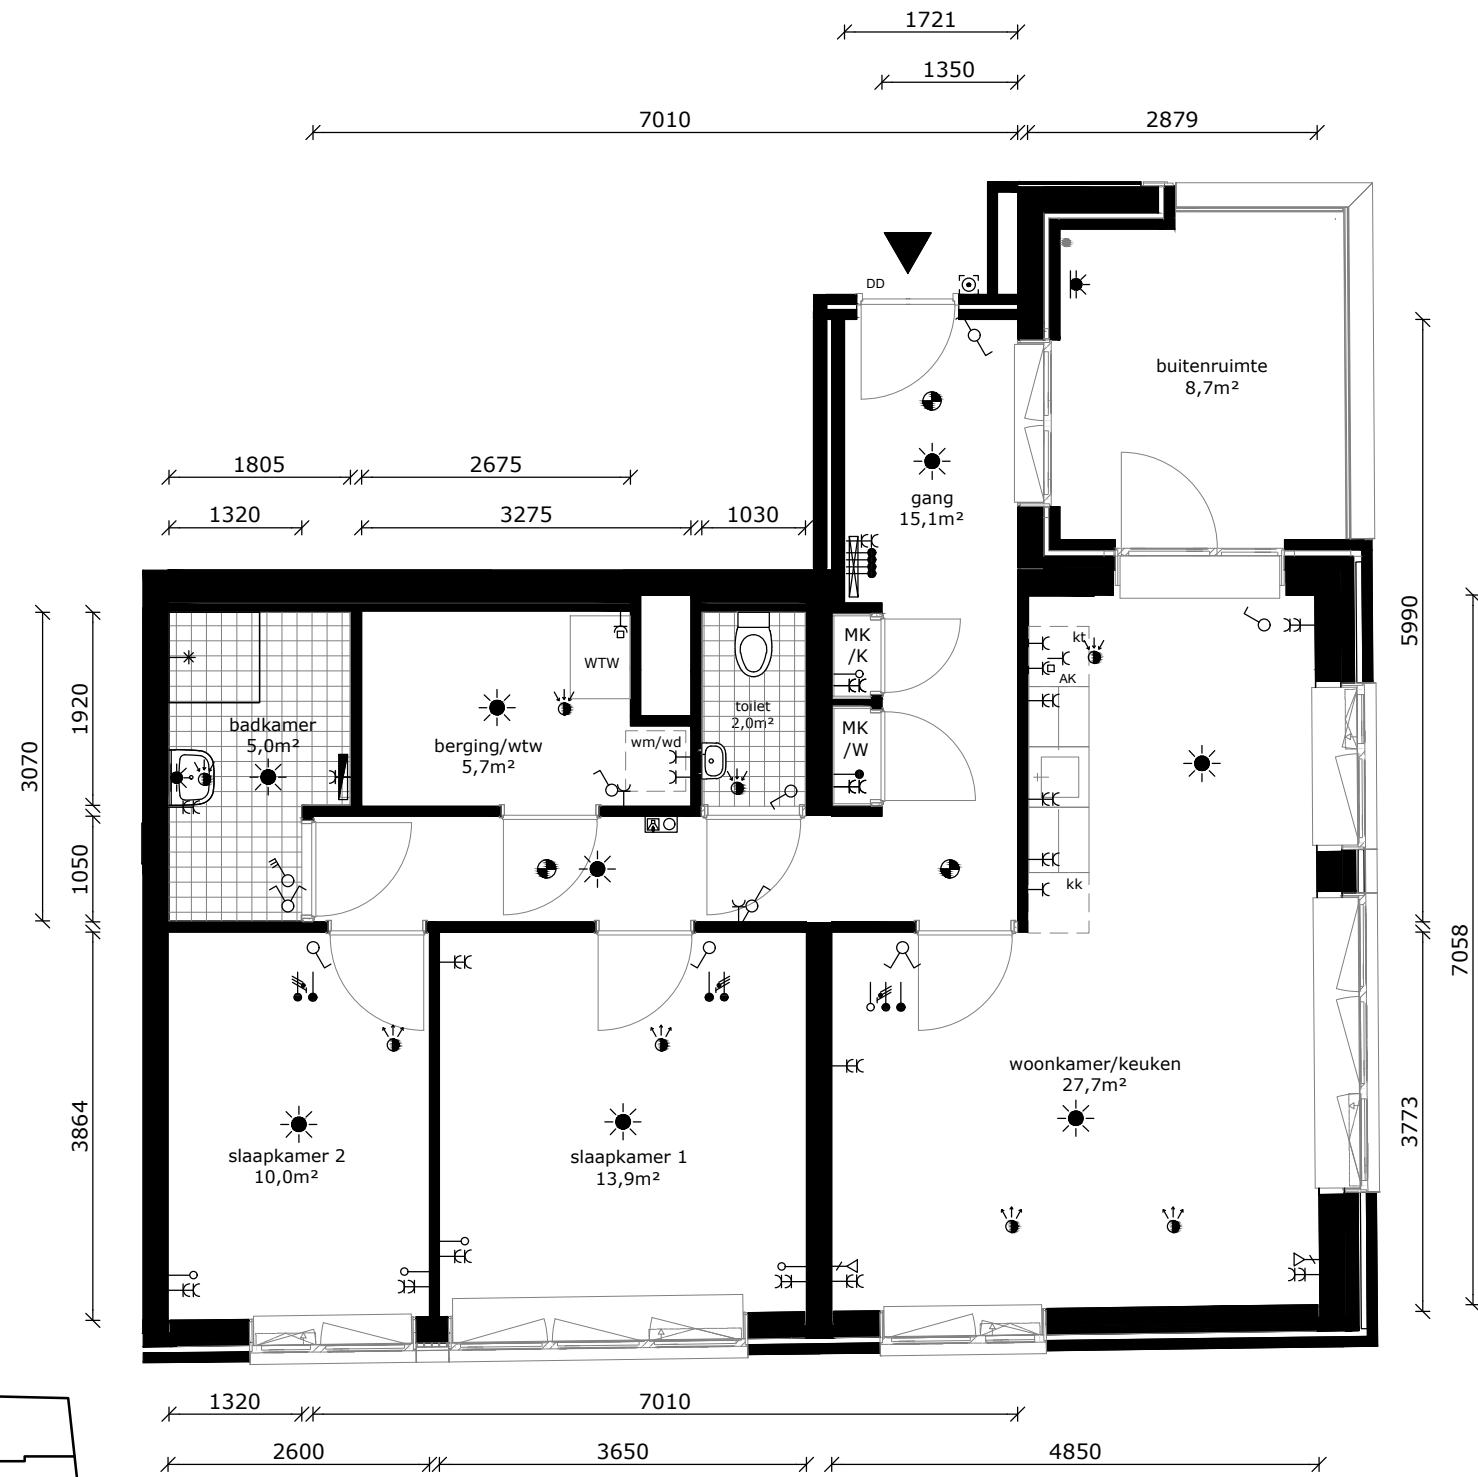 1721
1350
7010
2879
DD
buitenruimte
8,7m²
1805
2675
1320
3275
1030
gang
15,1m²
5990
MK
/K
kt
AK
WTW
toilet
2,0m²
badkamer
5,0m²
berging/wtw
5,7m²
wm/wd
MK
/W
1920
3070
1050
kk
7058
woonkamer/keuken
27,7m²
3864
3773
slaapkamer 2
10,0m²
slaapkamer 1
13,9m²
1320
7010
2600
3650
4850